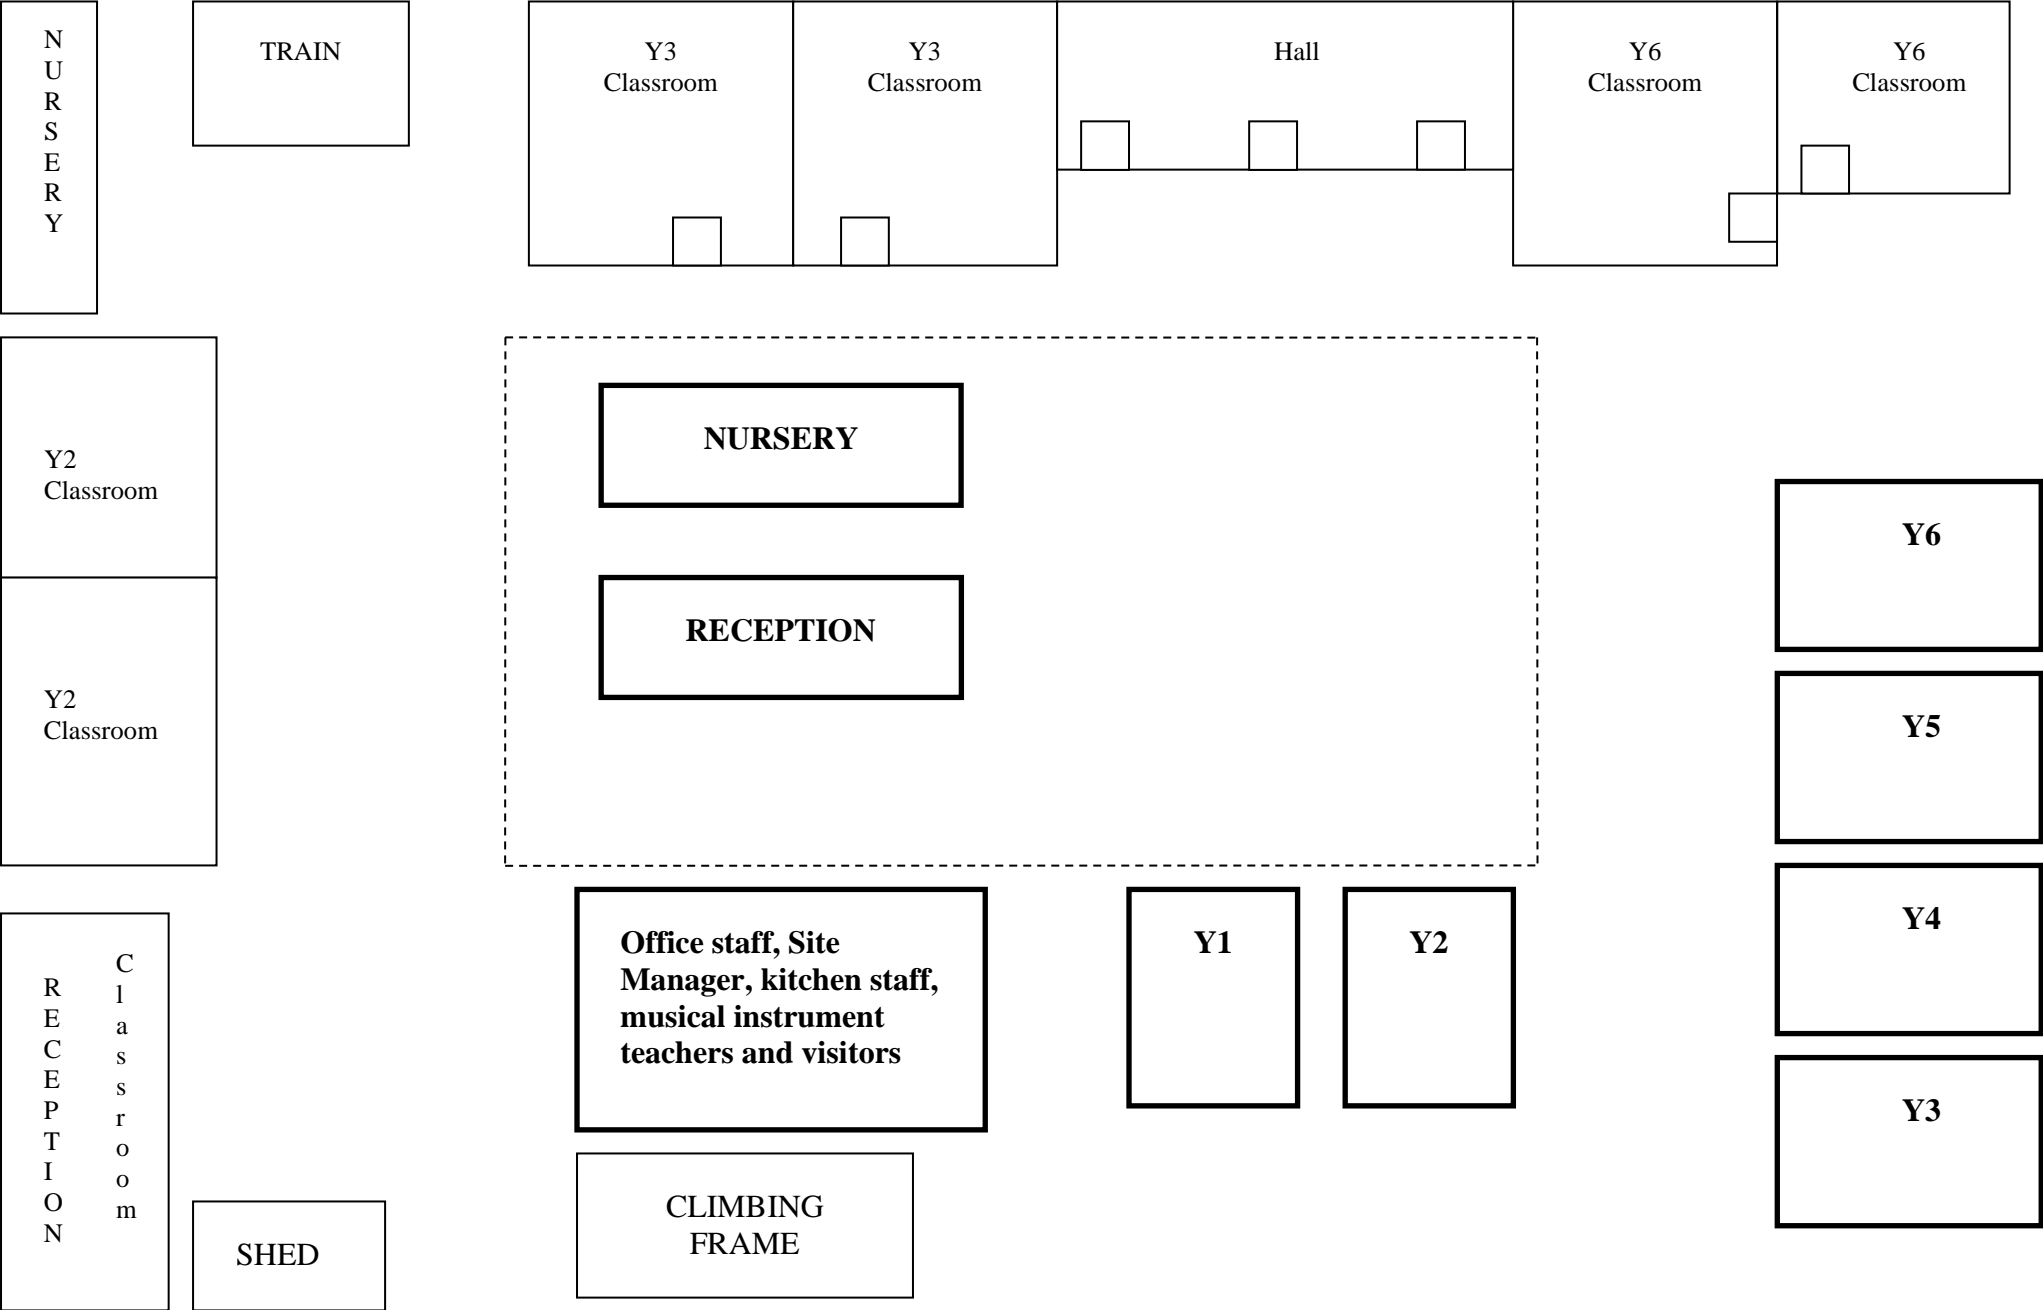 NURSERY
TRAIN
Y3
Classroom
Y3
Classroom
Hall
Y6
Classroom
Y6
Classroom
Y2
Classroom
Y2
Classroom
NURSERY
RECEPTION
Y6
Y5
Y4
Y3
Office staff, Site
Manager, kitchen staff,
musical instrument
teachers and visitors
Y1
Y2
RECEPTION
Classroom
SHED
CLIMBING
FRAME